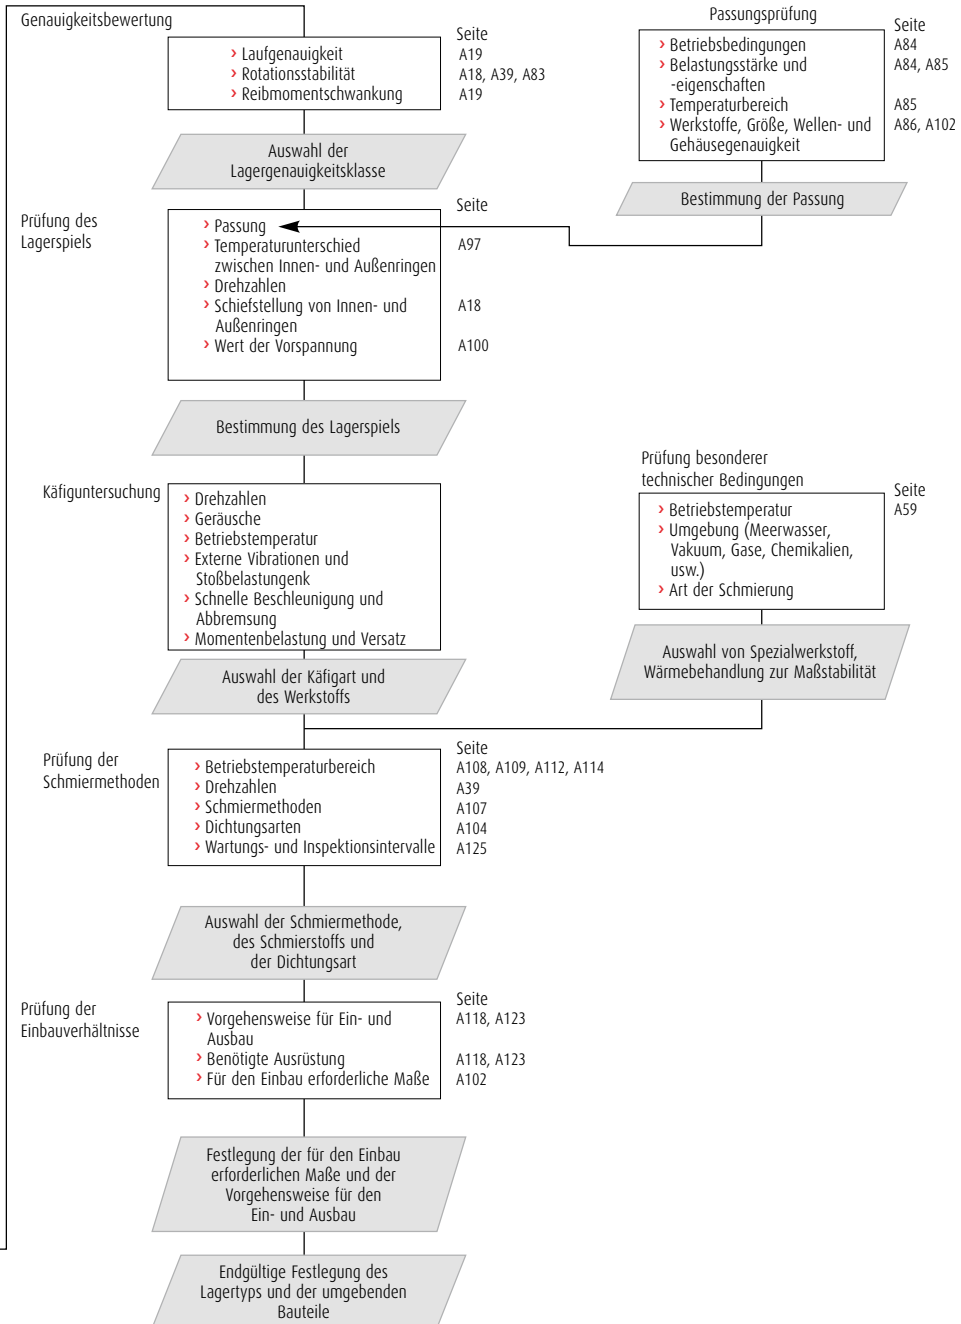 Genauigkeitsbewertung
Seite
› Laufgenauigkeit A19
› Rotationsstabilität A18, A39, A83
› Reibmomentschwankung A19
Auswahl der
Lagergenauigkeitsklasse
Passungsprüfung
Seite
› Betriebsbedingungen A84
› Belastungsstärke und A84, A85
-eigenschaften
› Temperaturbereich A85
› Werkstoffe, Größe, Wellen- und A86, A102
Gehäusegenauigkeit
Bestimmung der Passung
Prüfung des
Lagerspiels
Seite
› Passung
› Temperaturunterschied A97
zwischen Innen- und Außenringen
› Drehzahlen
› Schiefstellung von Innen- und A18
Außenringen
› Wert der Vorspannung A100
Bestimmung des Lagerspiels
Käfiguntersuchung
› Drehzahlen
› Geräusche
› Betriebstemperatur
› Externe Vibrationen und
Stoßbelastungenk
› Schnelle Beschleunigung und
Abbremsung
› Momentenbelastung und Versatz
Auswahl der Käfigart und
des Werkstoffs
Prüfung besonderer
technischer Bedingungen
Seite
› Betriebstemperatur A59
› Umgebung (Meerwasser,
Vakuum, Gase, Chemikalien,
usw.)
› Art der Schmierung
Auswahl von Spezialwerkstoff,
Wärmebehandlung zur Maßstabilität
Prüfung der
Schmiermethoden
Seite
› Betriebstemperaturbereich A108, A109, A112, A114
› Drehzahlen A39
› Schmiermethoden A107
› Dichtungsarten A104
› Wartungs- und Inspektionsintervalle A125
Auswahl der Schmiermethode,
des Schmierstoffs und
der Dichtungsart
Prüfung der
Einbauverhältnisse
Seite
› Vorgehensweise für Ein- und A118, A123
Ausbau
› Benötigte Ausrüstung A118, A123
› Für den Einbau erforderliche Maße A102
Festlegung der für den Einbau
erforderlichen Maße und der
Vorgehensweise für den
Ein- und Ausbau
Endgültige Festlegung des
Lagertyps und der umgebenden
Bauteile